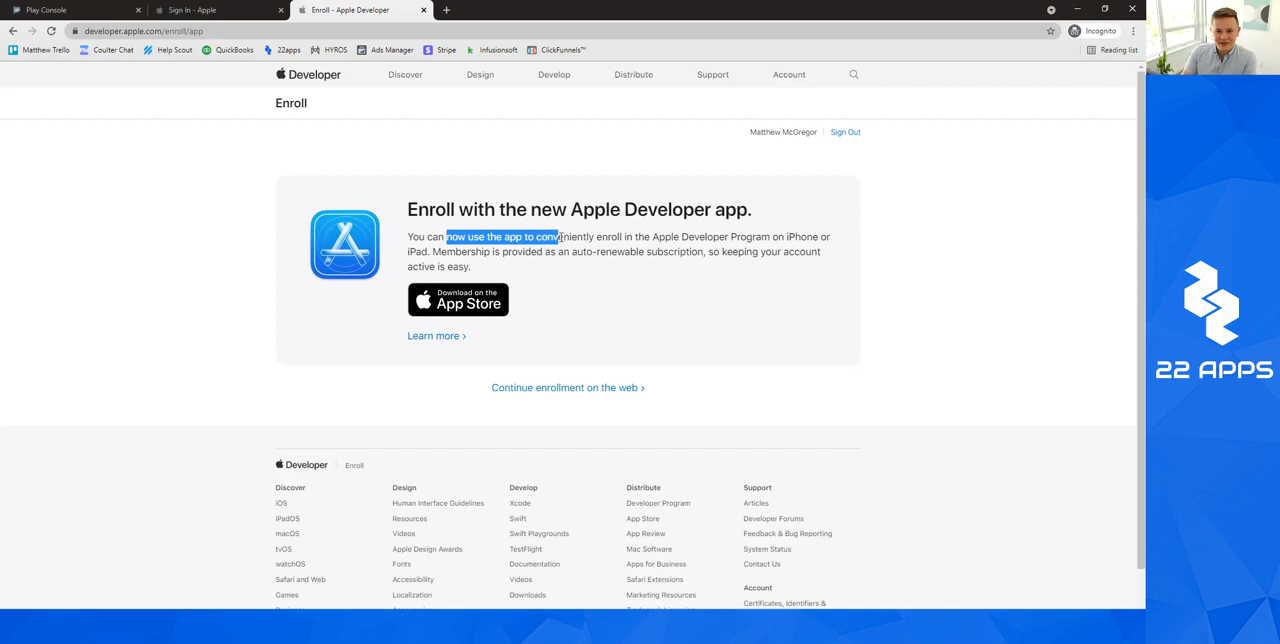 Play Console
Sign In - Apple
Enroll - Apple Developer
developer.apple.com/enroll/app
Incognito
Matthew Trello
Coulter Chat
Help Scout
QuickBooks
22apps
HYROS
Ads Manager
Stripe
Infusionsoft
ClickFunnels™
Reading list
Developer
Discover
Design
Develop
Distribute
Support
Account
Enroll
Matthew McGregor
Sign Out
Enroll with the new Apple Developer app.
You can now use the app to conveniently enroll in the Apple Developer Program on iPhone or
iPad. Membership is provided as an auto-renewable subscription, so keeping your account
active is easy.
Download on the
App Store
Learn more >
Continue enrollment on the web >
22 APPS
Developer
Enroll
Discover
iOS
iPadOS
macOS
tvOS
watchOS
Safari and Web
Games
Design
Human Interface Guidelines
Resources
Videos
Apple Design Awards
Fonts
Accessibility
Localization
Develop
Xcode
Swift
Swift Playgrounds
TestFlight
Documentation
Videos
Downloads
Distribute
Developer Program
App Store
App Review
Mac Software
Apps for Business
Safari Extensions
Marketing Resources
Support
Articles
Developer Forums
Feedback & Bug Reporting
System Status
Contact Us
Account
Certificates, Identifiers &